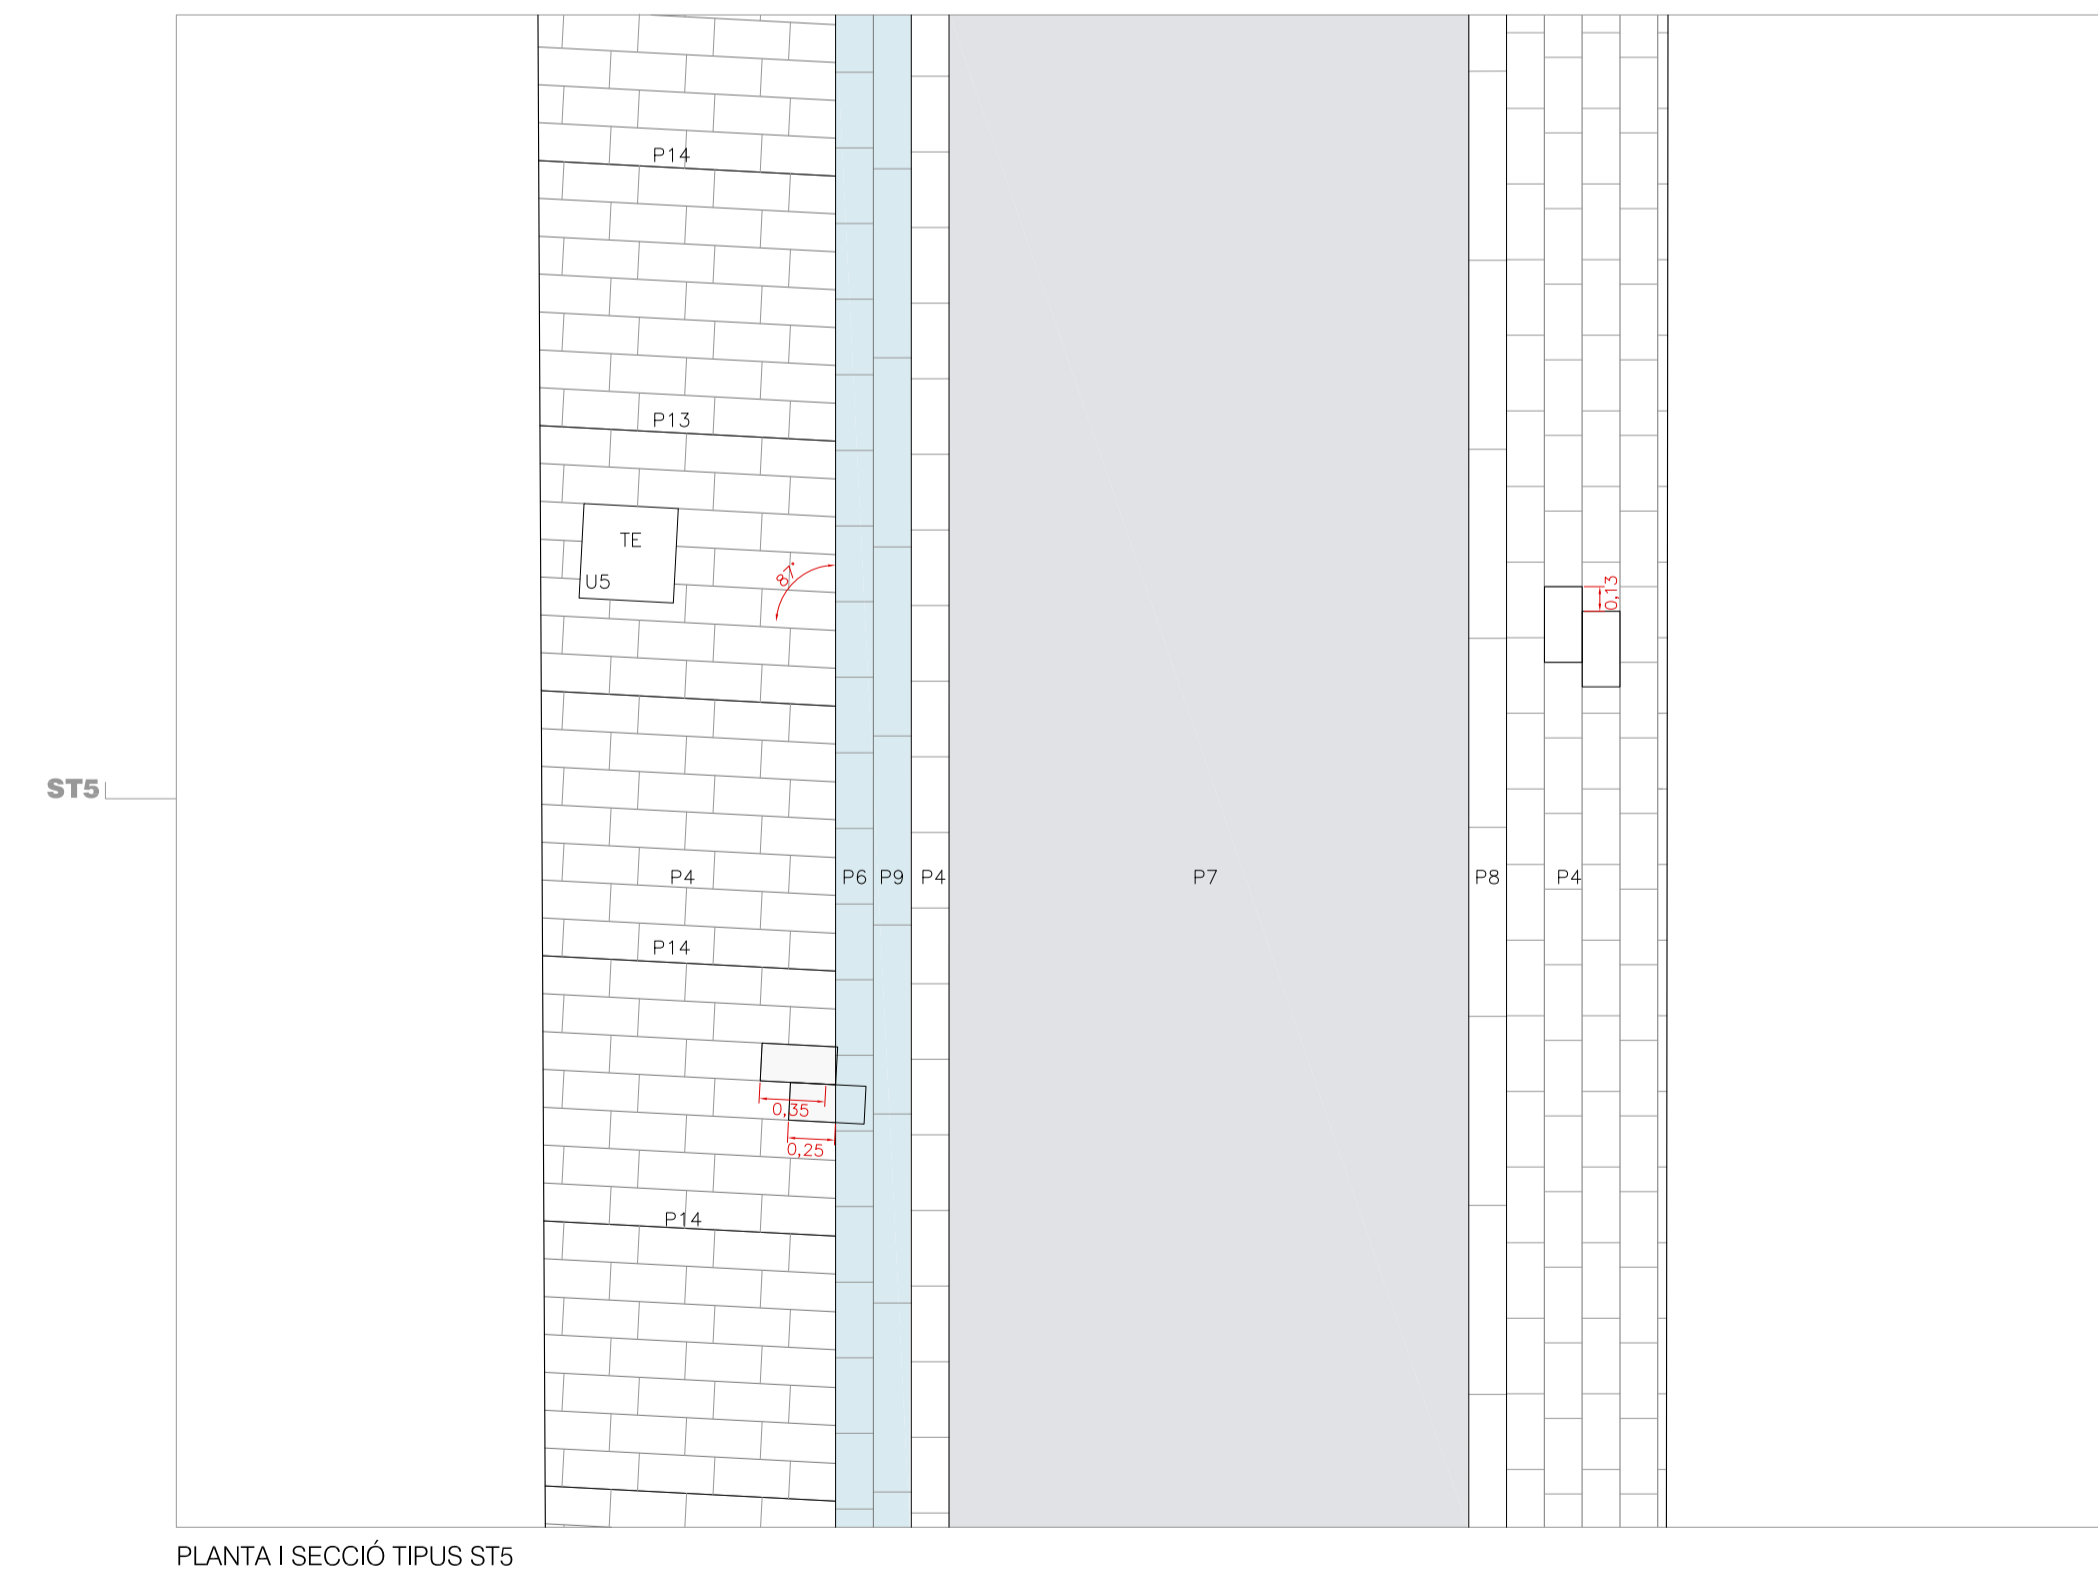 P14
P13
TE
U5
87°
0,13
ST5
P4 P6 P9 P4 P7 P8 P4
P14
0,35
0,25
P14
PLANTA I SECCIÓ TIPUS ST5